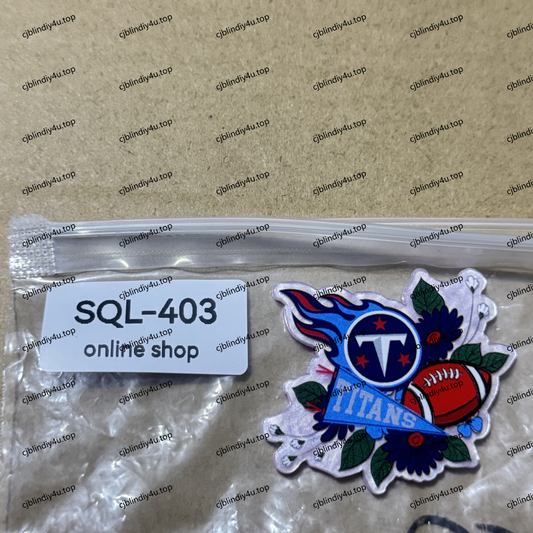 cjblindiy4u.top
SQL-403
online shop
T
TITANS